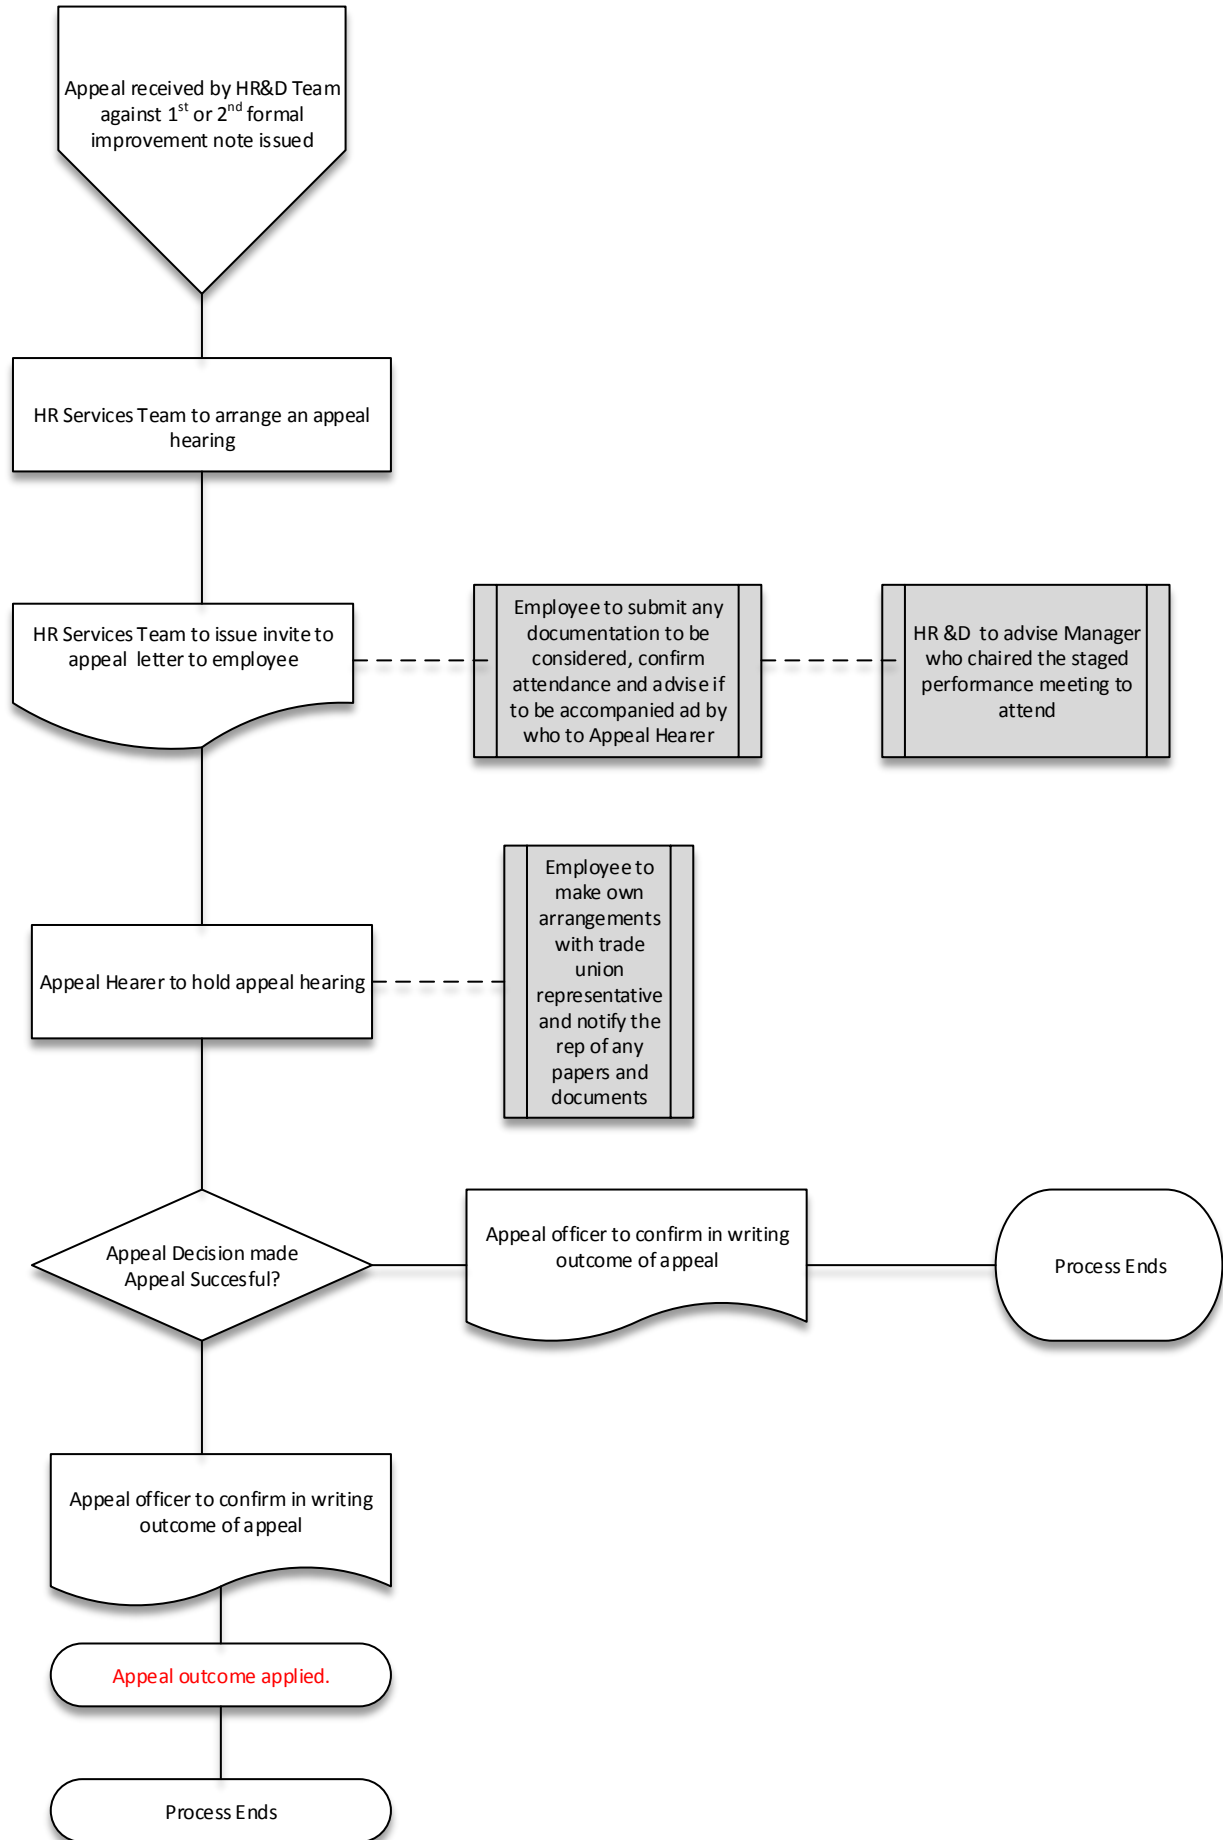 Appeal received by HR&D Team
against 1st or 2nd formal
improvement note issued
HR Services Team to arrange an appeal
hearing
HR Services Team to issue invite to
appeal letter to employee
Employee to submit any
documentation to be
considered, confirm
attendance and advise if
to be accompanied ad by
who to Appeal Hearer
HR &D to advise Manager
who chaired the staged
performance meeting to
attend
Appeal Hearer to hold appeal hearing
Employee to
make own
arrangements
with trade
union
representative
and notify the
rep of any
papers and
documents
Appeal Decision made
Appeal Succesful?
Appeal officer to confirm in writing
outcome of appeal
Process Ends
Appeal officer to confirm in writing
outcome of appeal
Appeal outcome applied.
Process Ends